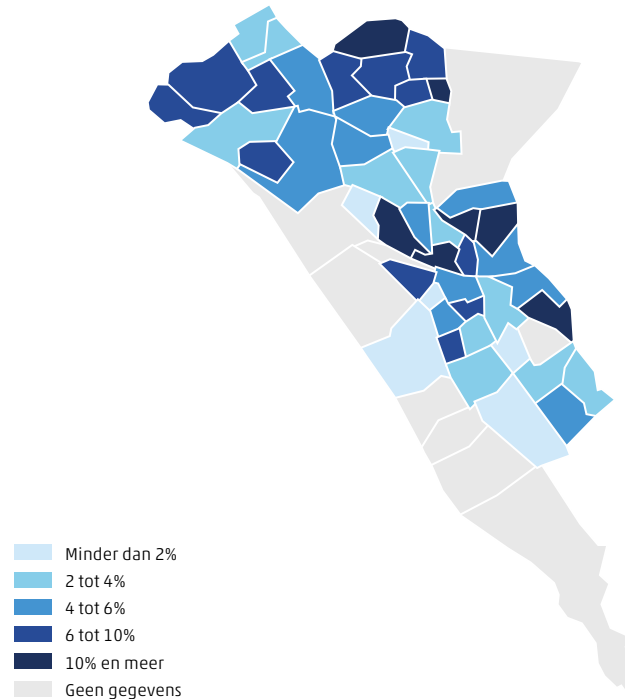 Minder dan 2%
2 tot 4%
4 tot 6%
6 tot 10%
10% en meer
Geen gegevens